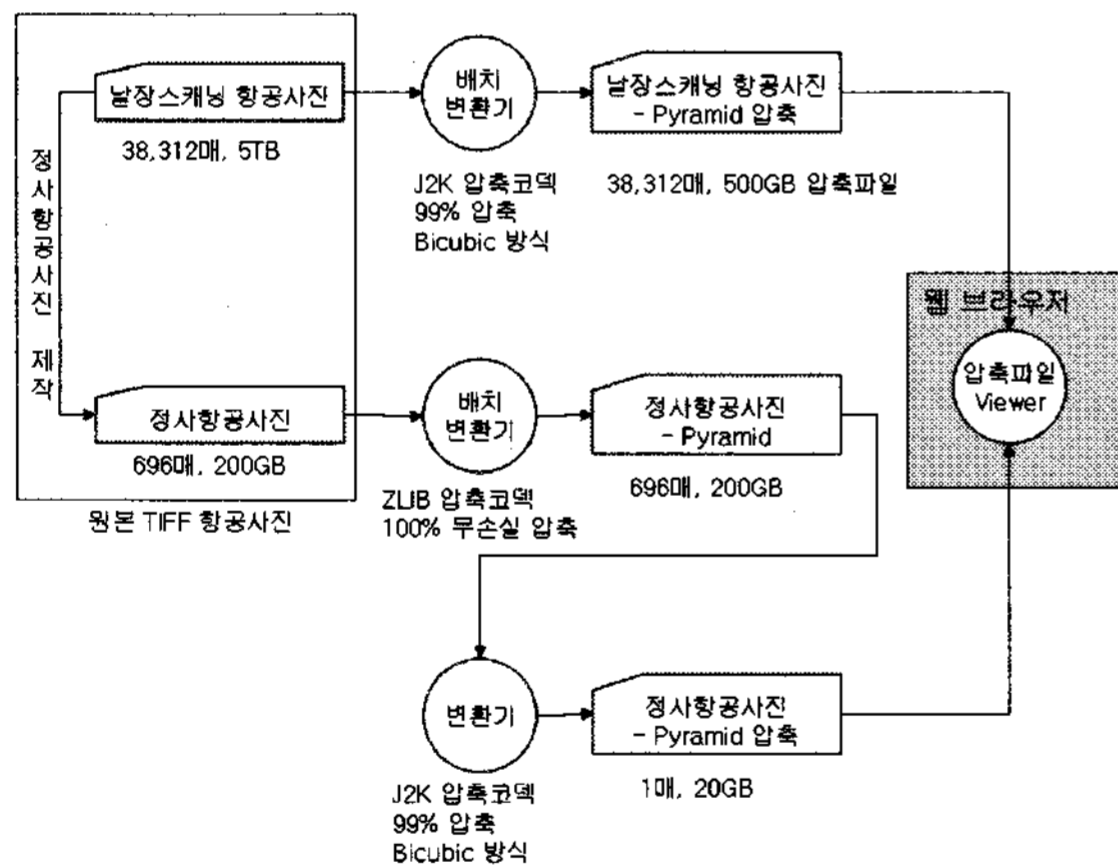 낱장스캐닝 항공사진
38,312매, 5TB
정사항공사진 제작
정사항공사진
696매, 200GB
원본 TIFF 항공사진
배치
변환기
J2K 압축코덱
99% 압축
Bicubic 방식
낱장스캐닝 항공사진
- Pyramid 압축
38,312매, 500GB 압축파일
배치
변환기
ZLIB 압축코덱
100% 무손실 압축
정사항공사진
- Pyramid
696매, 200GB
웹 브라우저
압축파일
Viewer
변환기
J2K 압축코덱
99% 압축
Bicubic 방식
정사항공사진
- Pyramid 압축
1매, 20GB